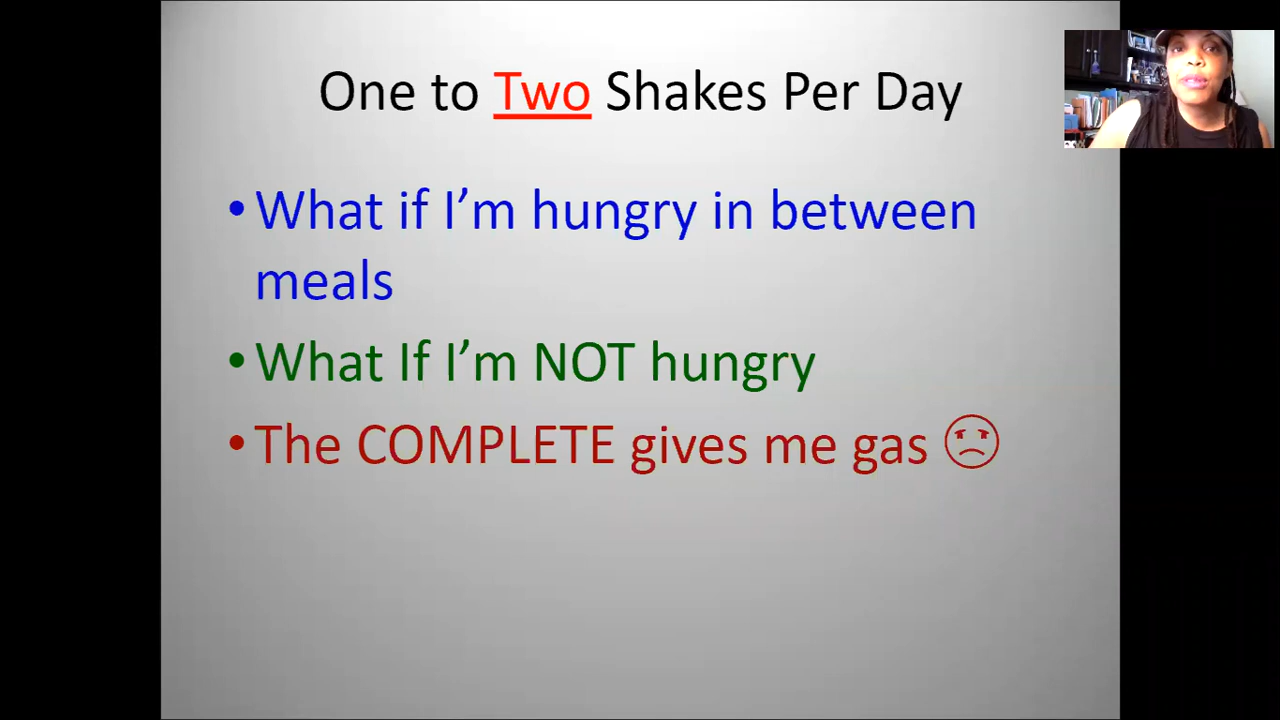 One to Two Shakes Per Day
•What if I’m hungry in between
meals
•What If I’m NOT hungry
•The COMPLETE gives me gas ☹